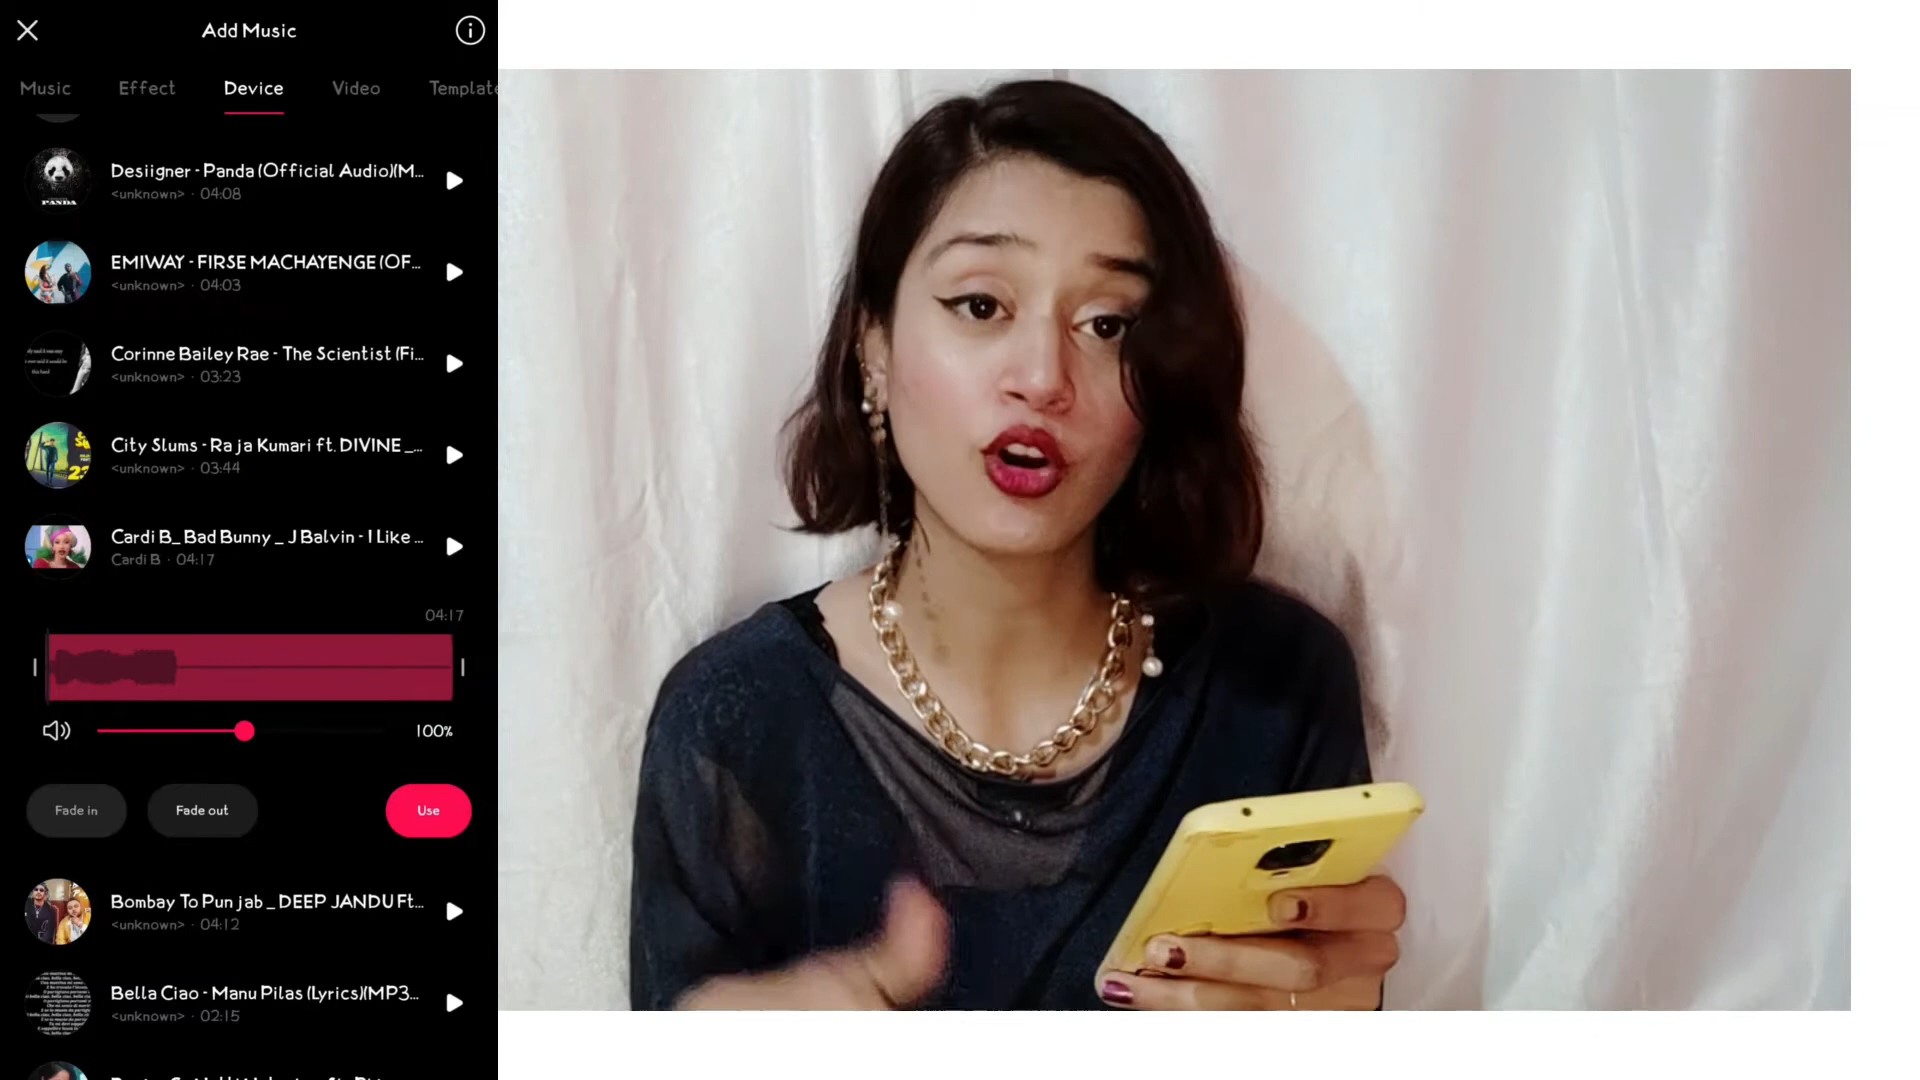 Add Music
Music Effect Device Video Template
Desiigner - Panda (Official Audio)(M...
<unknown> · 04:08
PANDA
EMIWAY - FIRSE MACHAYENGE (OF...
<unknown> · 04:03
Corinne Bailey Rae - The Scientist (Fi...
<unknown> · 03:23
City Slums - Raja Kumari ft. DIVINE _...
<unknown> · 03:44
Cardi B_ Bad Bunny _ J Balvin - I Like ...
Cardi B · 04:17
04:17
100%
Fade in Fade out Use
Bombay To Punjab _ DEEP JANDU Ft...
<unknown> · 04:12
Bella Ciao - Manu Pilas (Lyrics)(MP3...
<unknown> · 02:15